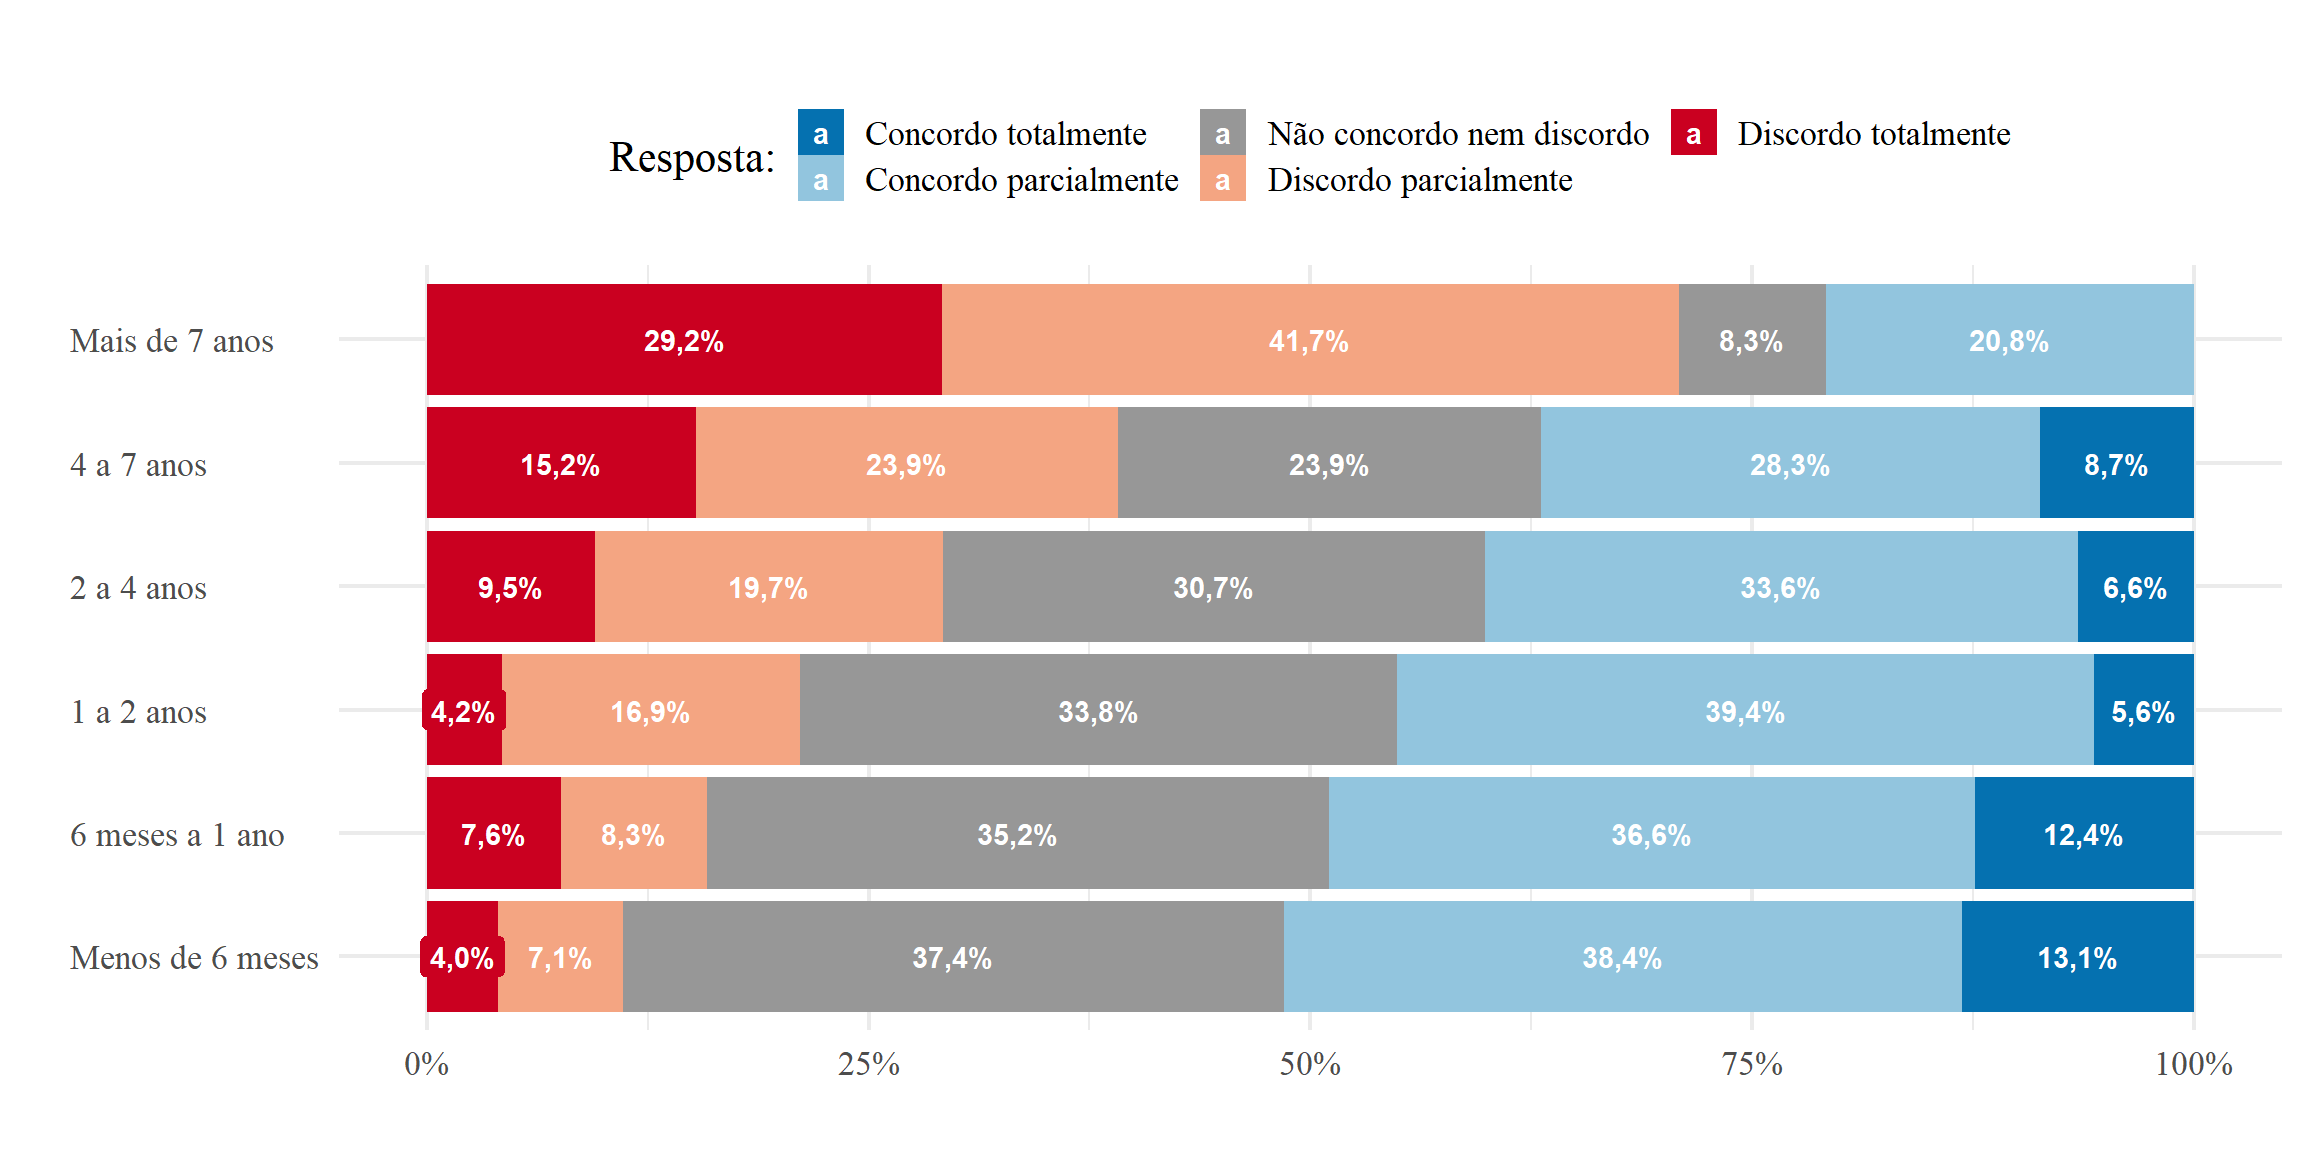 Resposta:
a Concordo totalmente
a Concordo parcialmente
a Não concordo nem discordo
a Discordo parcialmente
a Discordo totalmente
Mais de 7 anos 29,2% 41,7% 8,3% 20,8%
4 a 7 anos 15,2% 23,9% 23,9% 28,3% 8,7%
2 a 4 anos 9,5% 19,7% 30,7% 33,6% 6,6%
1 a 2 anos 4,2% 16,9% 33,8% 39,4% 5,6%
6 meses a 1 ano 7,6% 8,3% 35,2% 36,6% 12,4%
Menos de 6 meses 4,0% 7,1% 37,4% 38,4% 13,1%
0% 25% 50% 75% 100%